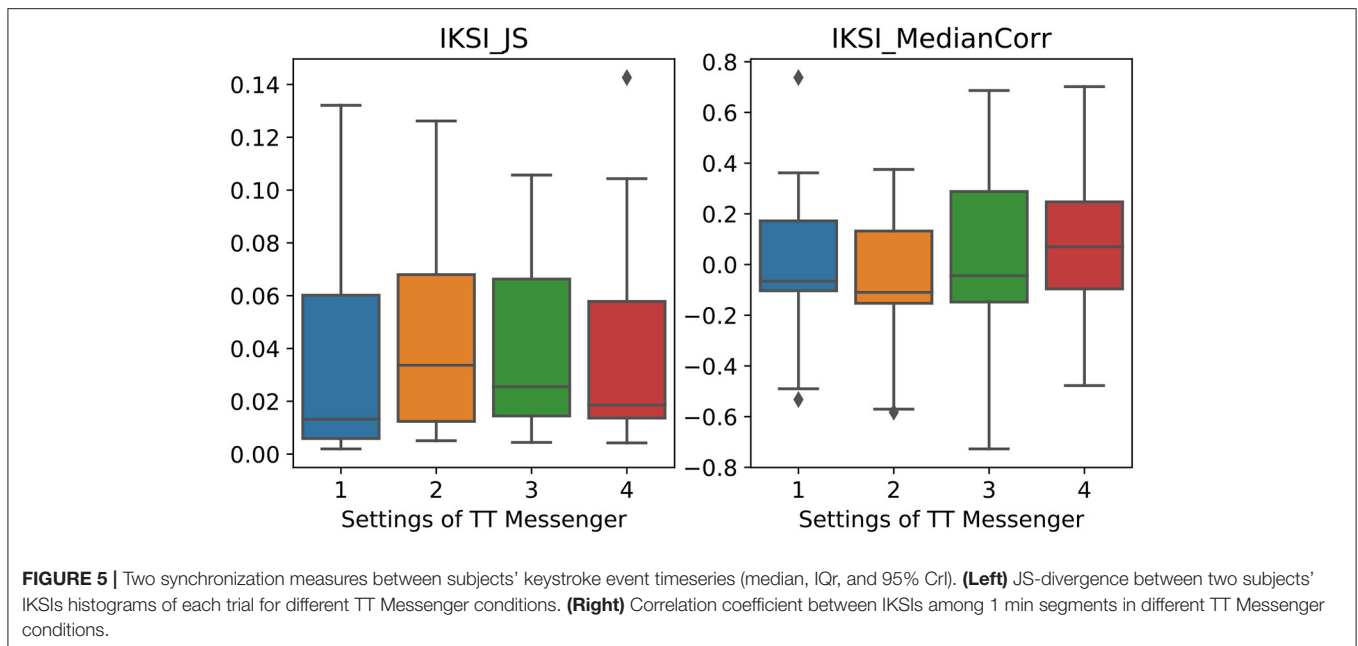 IKSI_JS
0.14
0.12
0.10
0.08
0.06
0.04
0.02
0.00
1 2 3 4
Settings of TT Messenger
IKSI_MedianCorr
0.8
0.6
0.4
0.2
0.0
−0.2
−0.4
−0.6
−0.8
1 2 3 4
Settings of TT Messenger
FIGURE 5 | Two synchronization measures between subjects' keystroke event timeseries (median, IQr, and 95% CrI). (Left) JS-divergence between two subjects'
IKSIs histograms of each trial for different TT Messenger conditions. (Right) Correlation coefficient between IKSIs among 1 min segments in different TT Messenger
conditions.